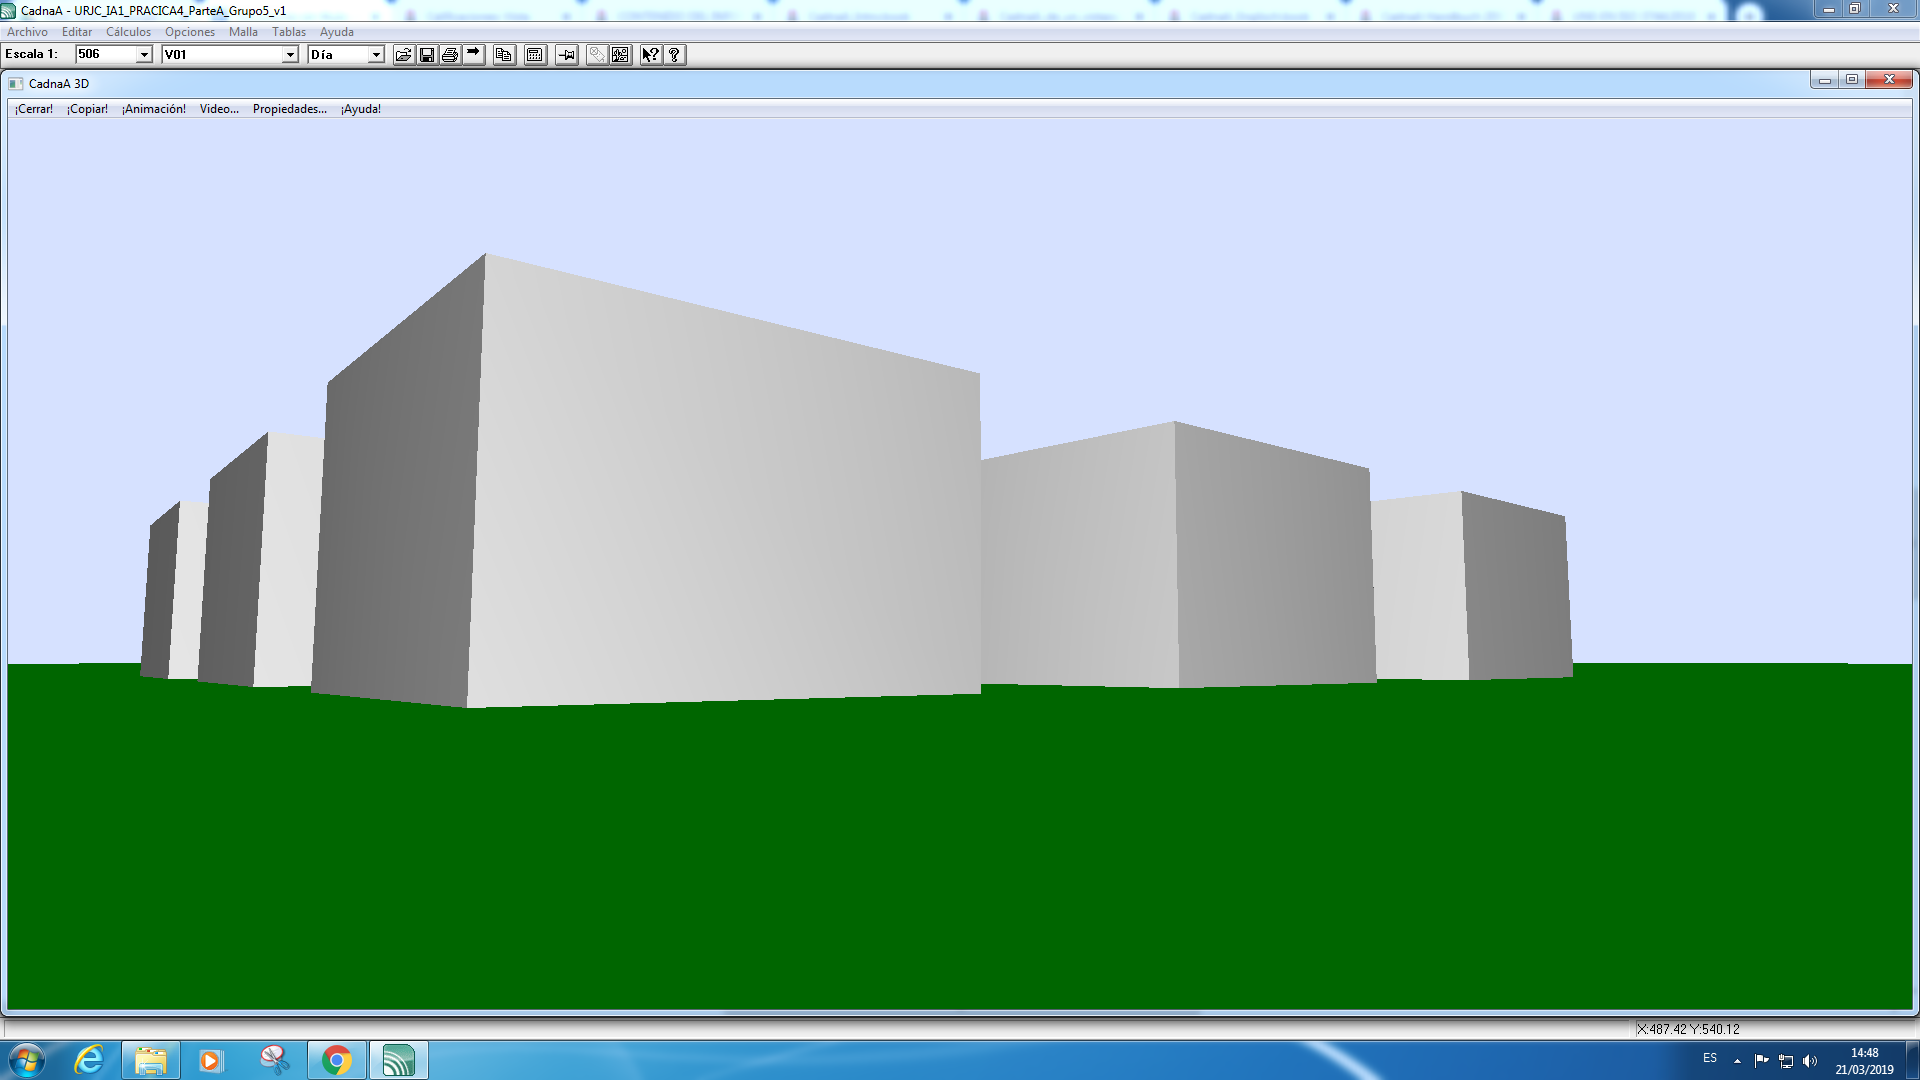 CadnaA - URJC_IA1_PRACICA4_ParteA_Grupo5_v1
Archivo Editar Cálculos Opciones Malla Tablas Ayuda
Escala 1: 506 V01 Día
CadnaA 3D
¡Cerrar! ¡Copiar! ¡Animación! Video... Propiedades... ¡Ayuda!
X:487.42 Y:540.12
ES
14:48
21/03/2019